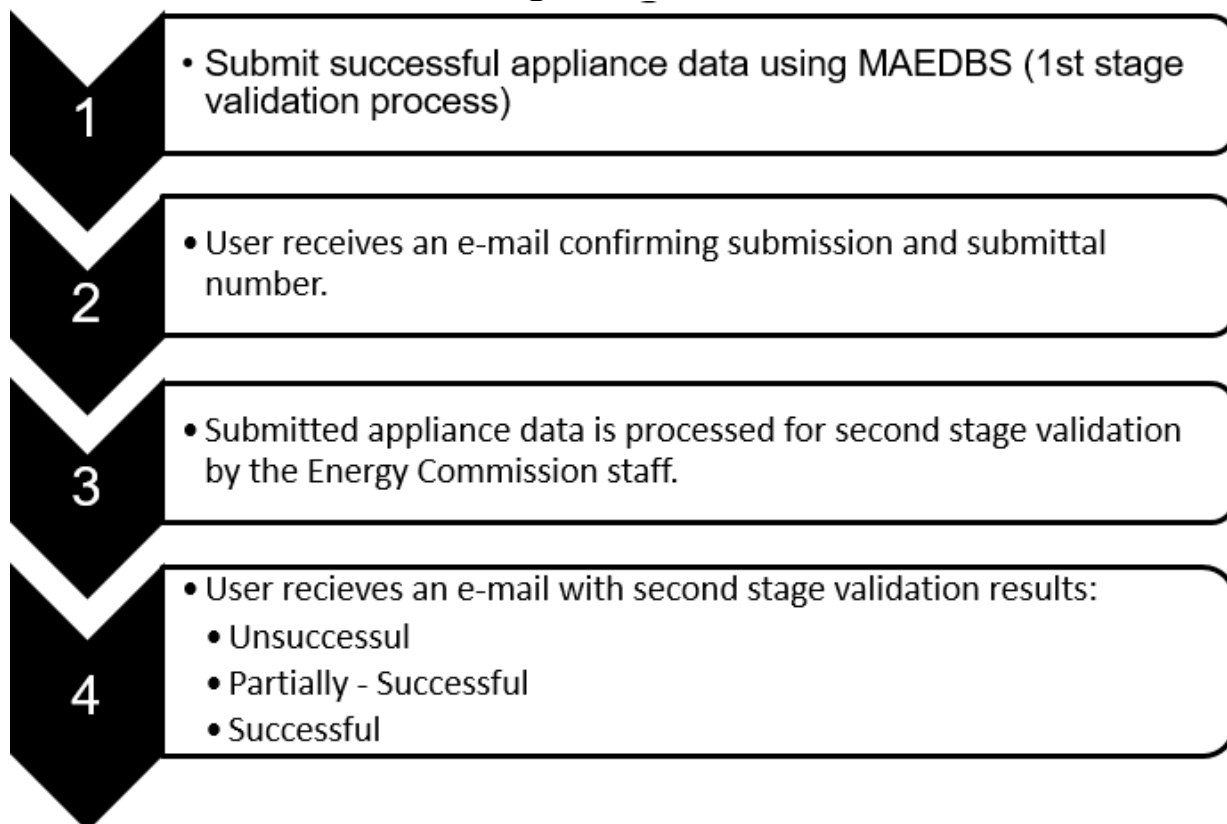 1
• Submit successful appliance data using MAEDBS (1st stage
validation process)
2
• User receives an e-mail confirming submission and submittal
number.
3
• Submitted appliance data is processed for second stage validation
by the Energy Commission staff.
4
• User recieves an e-mail with second stage validation results:
• Unsuccessul
• Partially - Successful
• Successful